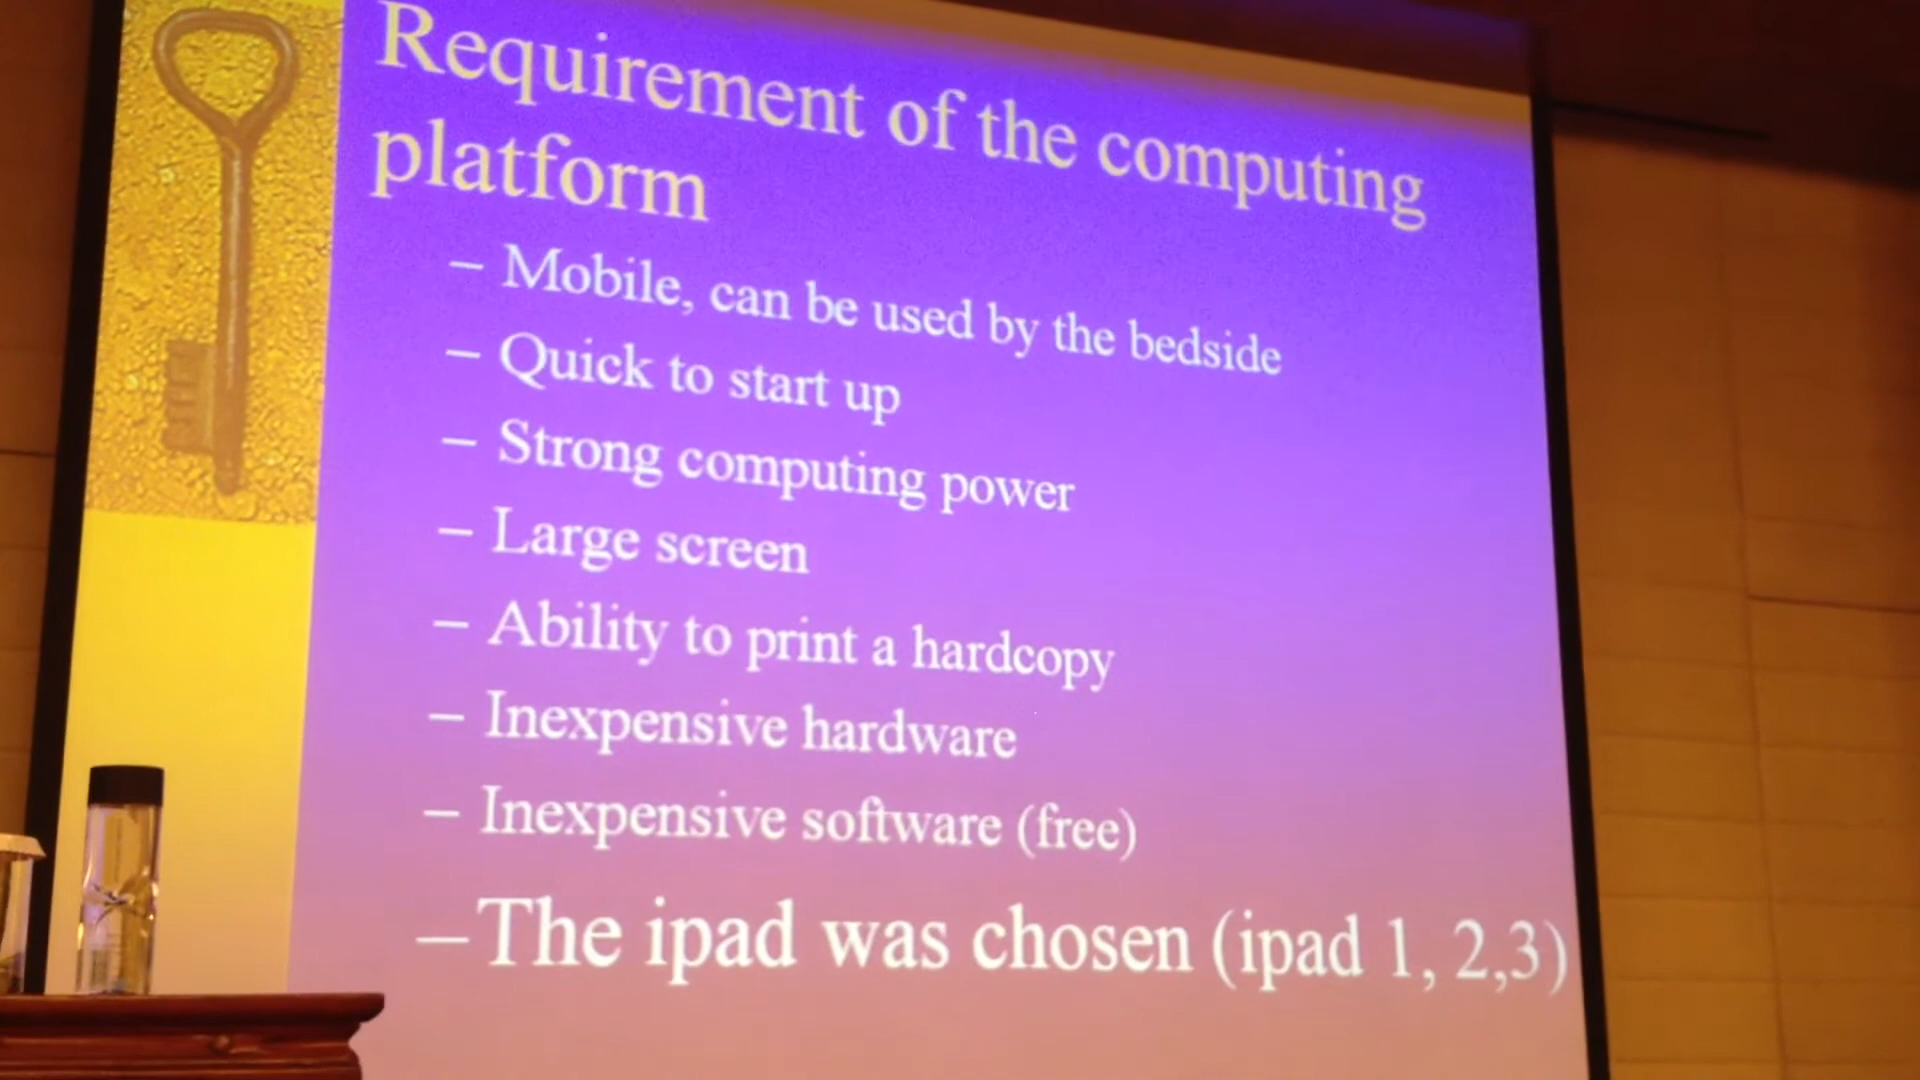 Requirement of the computing
platform
– Mobile, can be used by the bedside
– Quick to start up
– Strong computing power
– Large screen
– Ability to print a hardcopy
– Inexpensive hardware
– Inexpensive software (free)
– The ipad was chosen (ipad 1, 2,3)